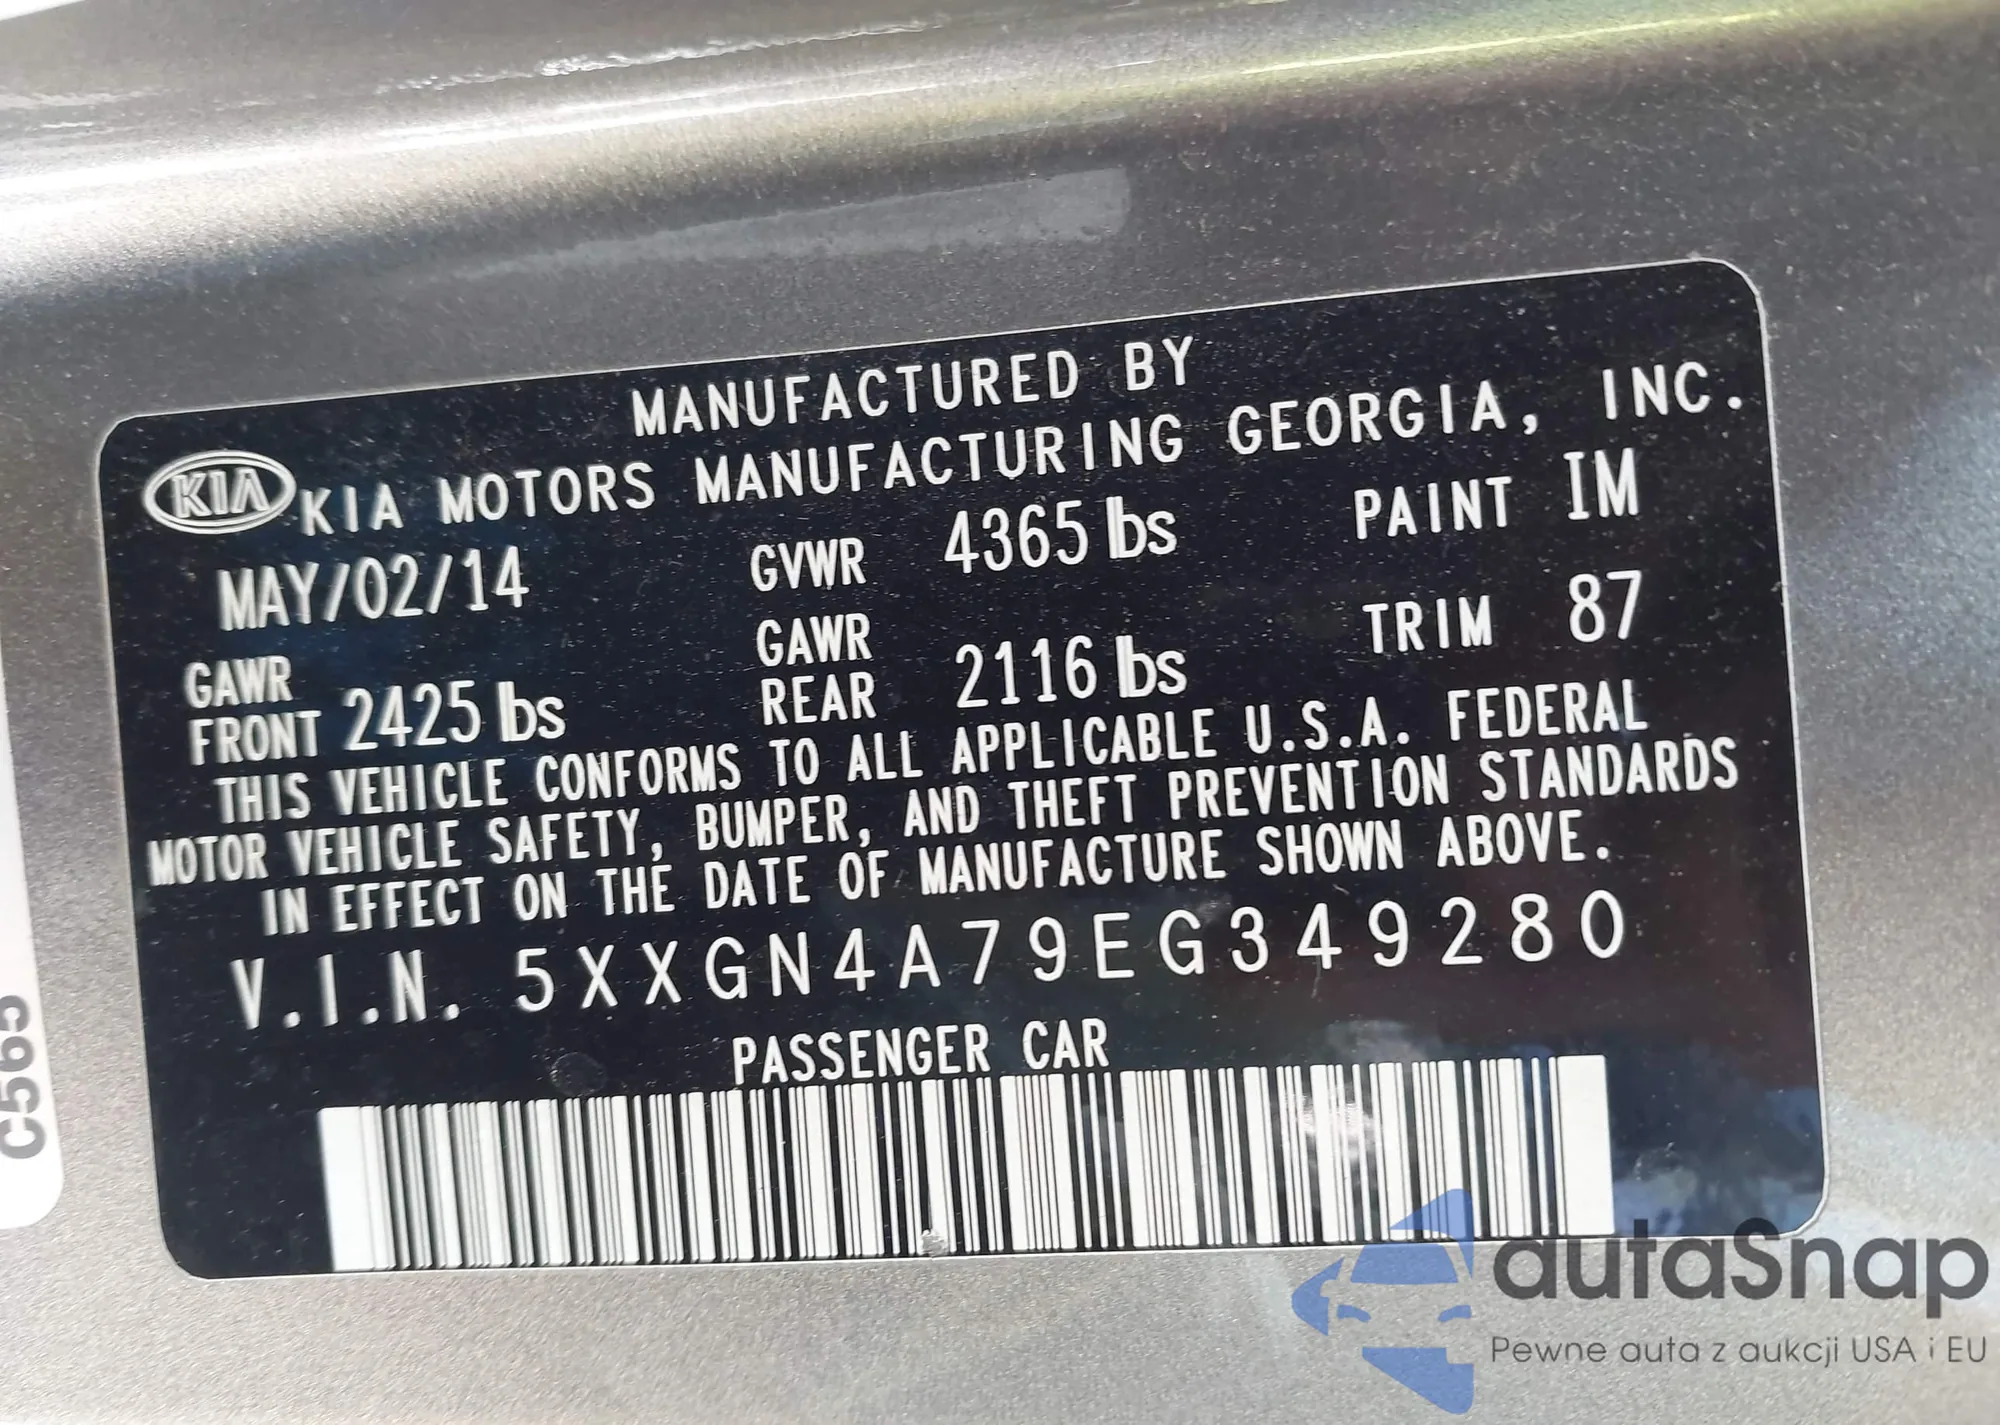 MANUFACTURED BY
KIA KIA MOTORS MANUFACTURING GEORGIA, INC.
MAY/02/14 GVWR 4365 lbs PAINT IM
GAWR FRONT 2425 lbs GAWR REAR 2116 lbs TRIM 87
THIS VEHICLE CONFORMS TO ALL APPLICABLE U.S.A. FEDERAL
MOTOR VEHICLE SAFETY, BUMPER, AND THEFT PREVENTION STANDARDS
IN EFFECT ON THE DATE OF MANUFACTURE SHOWN ABOVE.
V.I.N. 5XXGN4A79EG349280
PASSENGER CAR
C565
autaSnap
Pewne auta z aukcji USA i EU